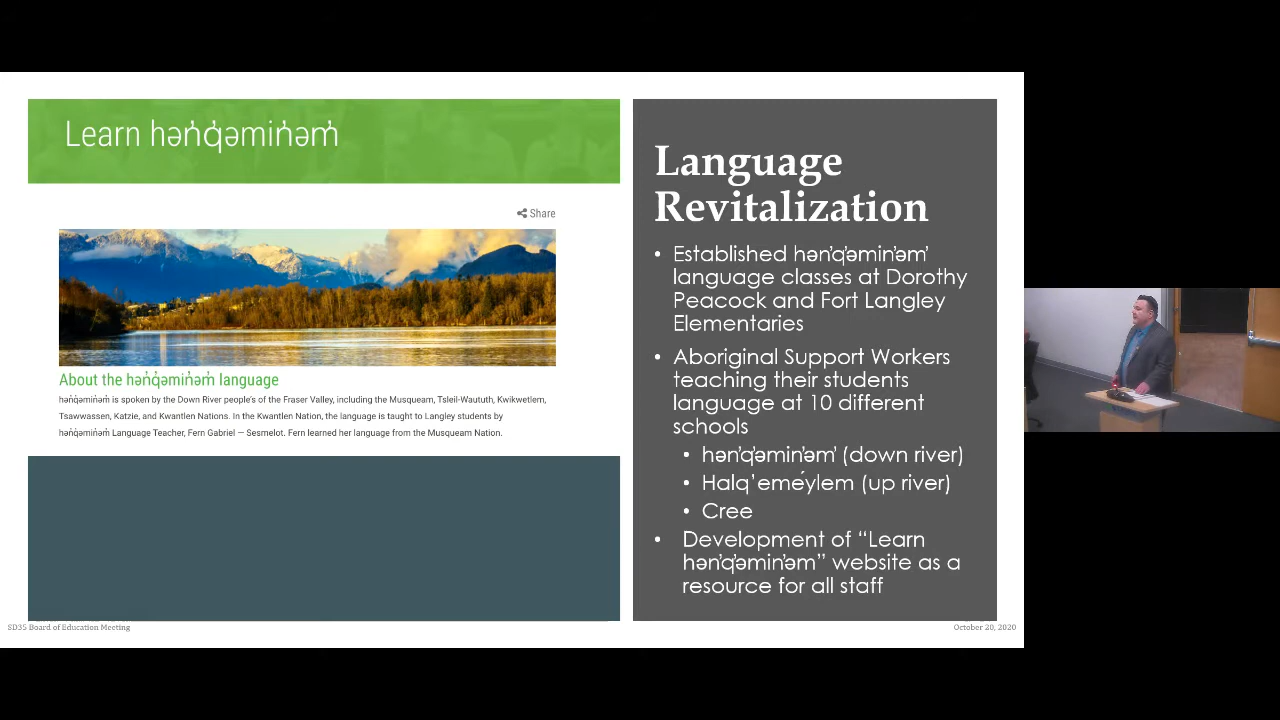 Learn hən̓q̓əmin̓əm̓
Share
About the hən̓q̓əmin̓əm̓ language
hən̓q̓əmin̓əm̓ is spoken by the Down River people's of the Fraser Valley, including the Musqueam, Tsleil-Waututh, Kwikwetlem,
Tsawwassen, Katzie, and Kwantlen Nations. In the Kwantlen Nation, the language is taught to Langley students by
hən̓q̓əmin̓əm̓ Language Teacher, Fern Gabriel — Sesmelot. Fern learned her language from the Musqueam Nation.
Language
Revitalization
• Established hən̓q̓əmin̓əm̓
language classes at Dorothy
Peacock and Fort Langley
Elementaries
• Aboriginal Support Workers
teaching their students
language at 10 different
schools
• hən̓q̓əmin̓əm̓ (down river)
• Halq'eméylem (up river)
• Cree
• Development of “Learn
hən̓q̓əmin̓əm” website as a
resource for all staff
SD35 Board of Education Meeting
October 20, 2020